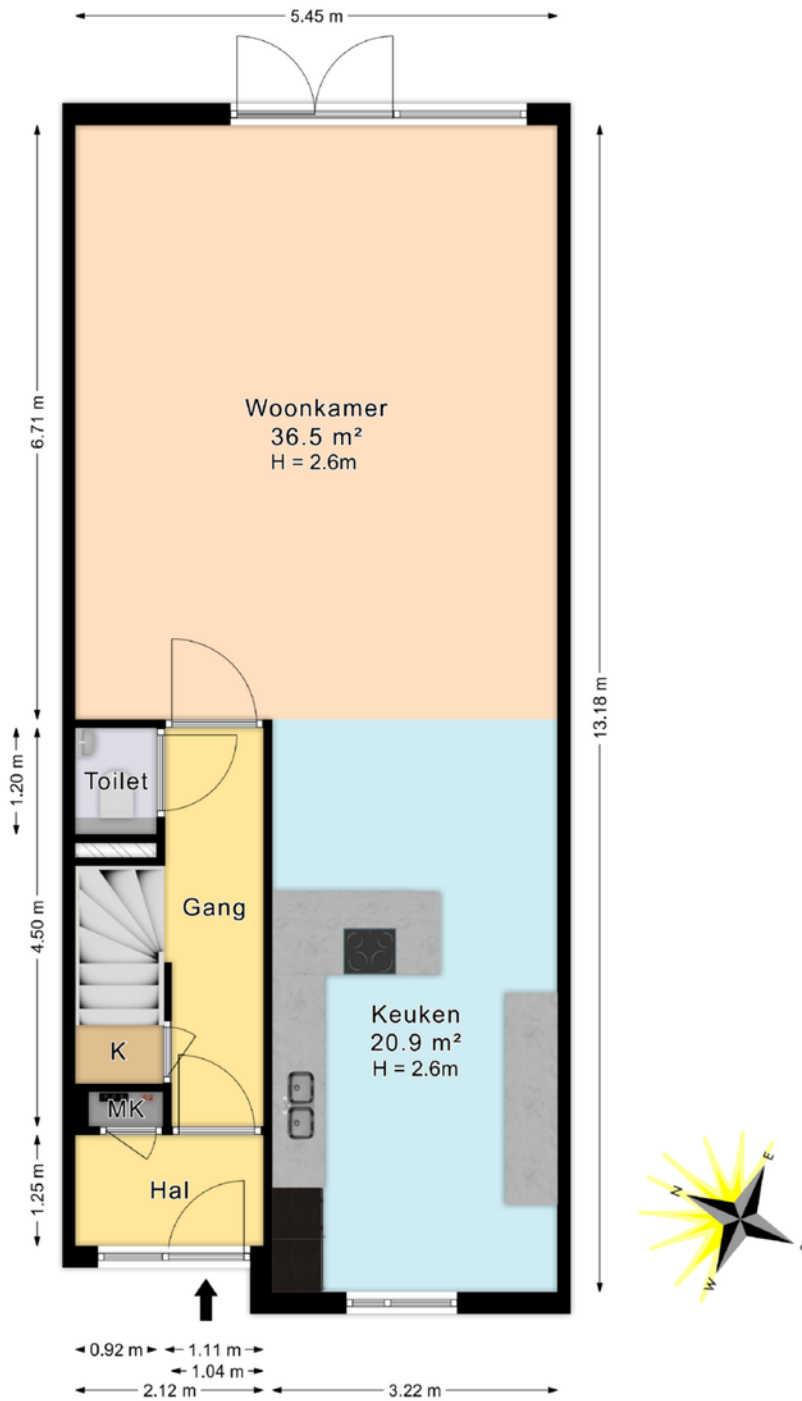 5.45 m
6.71 m
Woonkamer
36.5 m²
H = 2.6m
13.18 m
1.20 m
Toilet
4.50 m
Gang
Keuken
20.9 m²
H = 2.6m
K
MK
1.25 m
Hal
N
E
W
0.92 m
1.11 m
1.04 m
2.12 m
3.22 m